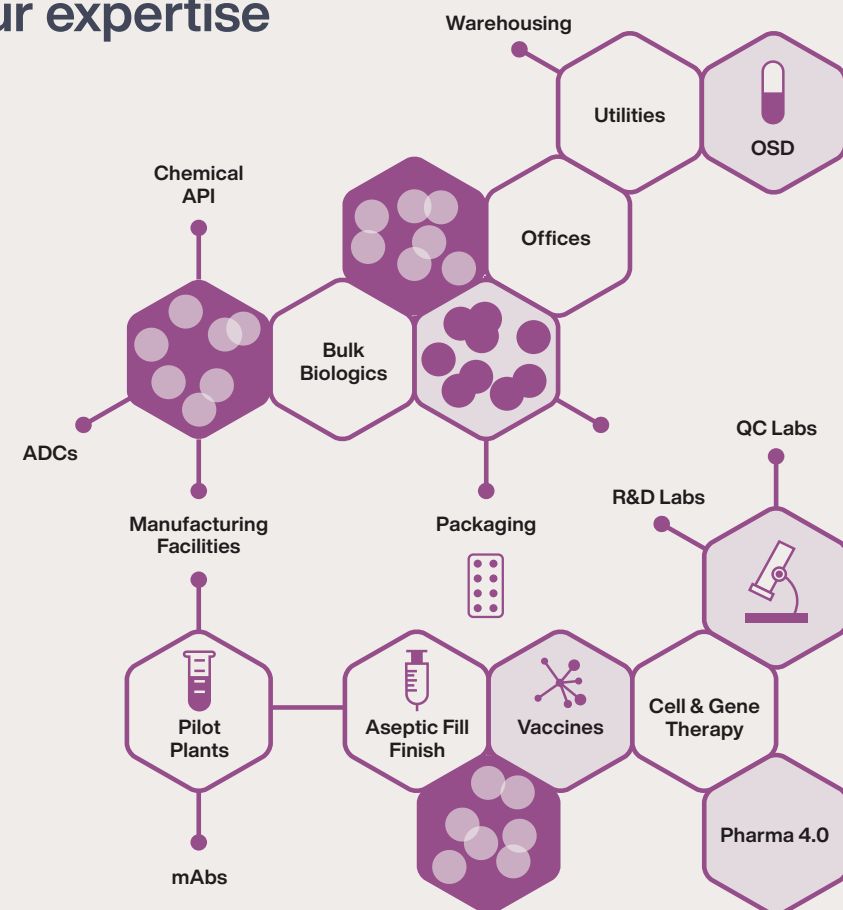 ur expertise
Warehousing
Utilities
OSD
Chemical
API
Offices
Bulk
Biologics
ADCs
QC Labs
R&D Labs
Manufacturing
Facilities
Packaging
Pilot
Plants
Aseptic Fill
Finish
Vaccines
Cell & Gene
Therapy
Pharma 4.0
mAbs